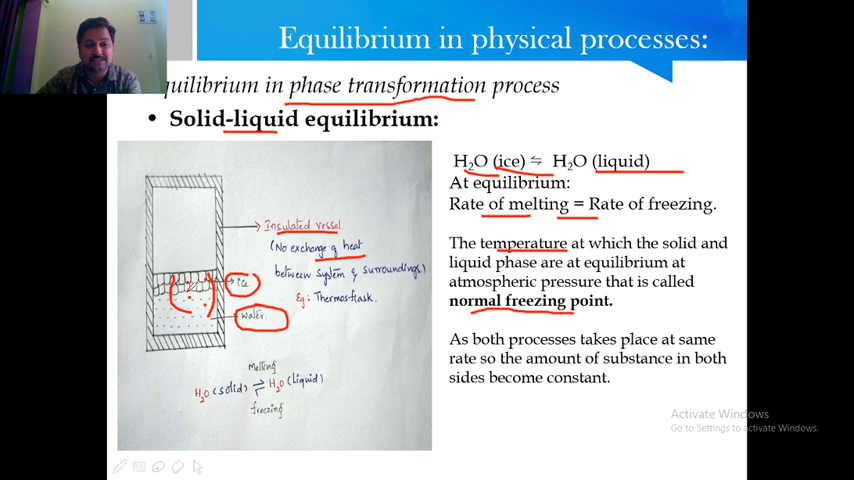 Equilibrium in physical processes:
quilibrium in phase transformation process
• Solid-liquid equilibrium:
H₂O (ice) ⇋ H₂O (liquid)
At equilibrium:
Rate of melting = Rate of freezing.
The temperature at which the solid and
liquid phase are at equilibrium at
atmospheric pressure that is called
normal freezing point.
As both processes takes place at same
rate so the amount of substance in both
sides become constant.
Insulated vessel.
(No exchange of heat
between system & surroundings)
Eg: Thermos-flask.
ice
water.
Melting
H₂O (solid) ⇌ H₂O (liquid)
freezing
Activate Windows
Go to Settings to activate Windows.